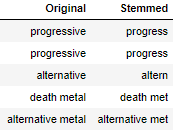 Original Stemmed
progressive progress
progressive progress
alternative altern
death metal death met
alternative metal alternative met